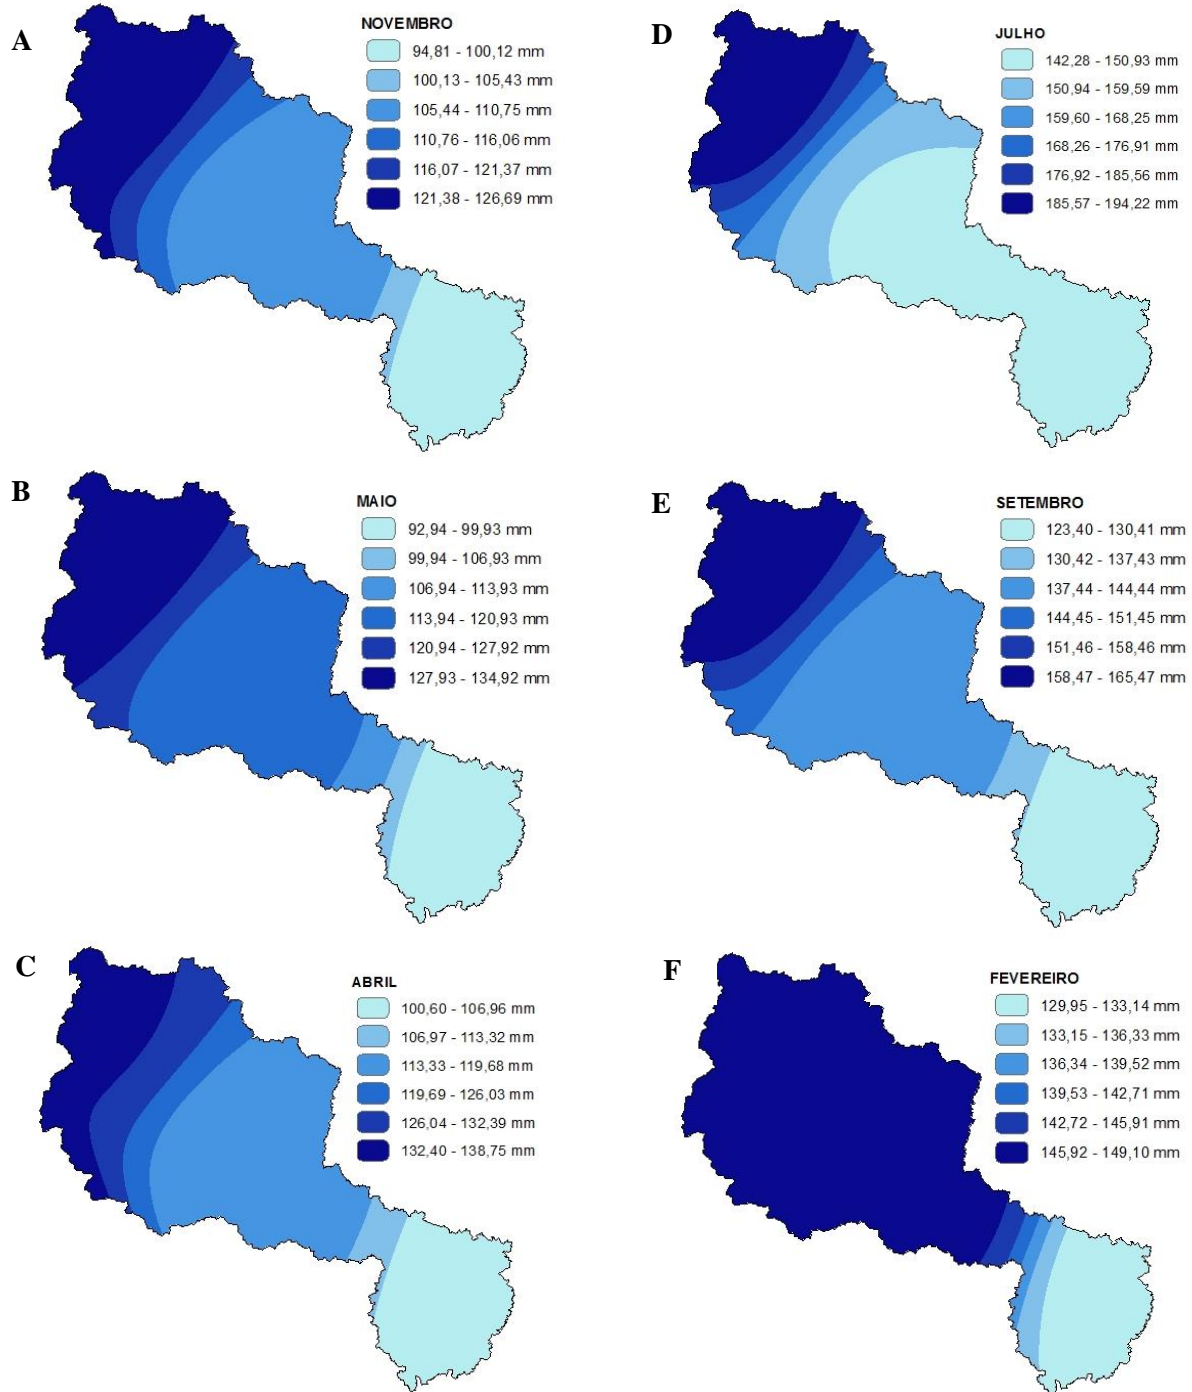 A
NOVEMBRO
94,81 - 100,12 mm
100,13 - 105,43 mm
105,44 - 110,75 mm
110,76 - 116,06 mm
116,07 - 121,37 mm
121,38 - 126,69 mm
D
JULHO
142,28 - 150,93 mm
150,94 - 159,59 mm
159,60 - 168,25 mm
168,26 - 176,91 mm
176,92 - 185,56 mm
185,57 - 194,22 mm
B
MAIO
92,94 - 99,93 mm
99,94 - 106,93 mm
106,94 - 113,93 mm
113,94 - 120,93 mm
120,94 - 127,92 mm
127,93 - 134,92 mm
E
SETEMBRO
123,40 - 130,41 mm
130,42 - 137,43 mm
137,44 - 144,44 mm
144,45 - 151,45 mm
151,46 - 158,46 mm
158,47 - 165,47 mm
C
ABRIL
100,60 - 106,96 mm
106,97 - 113,32 mm
113,33 - 119,68 mm
119,69 - 126,03 mm
126,04 - 132,39 mm
132,40 - 138,75 mm
F
FEVEREIRO
129,95 - 133,14 mm
133,15 - 136,33 mm
136,34 - 139,52 mm
139,53 - 142,71 mm
142,72 - 145,91 mm
145,92 - 149,10 mm